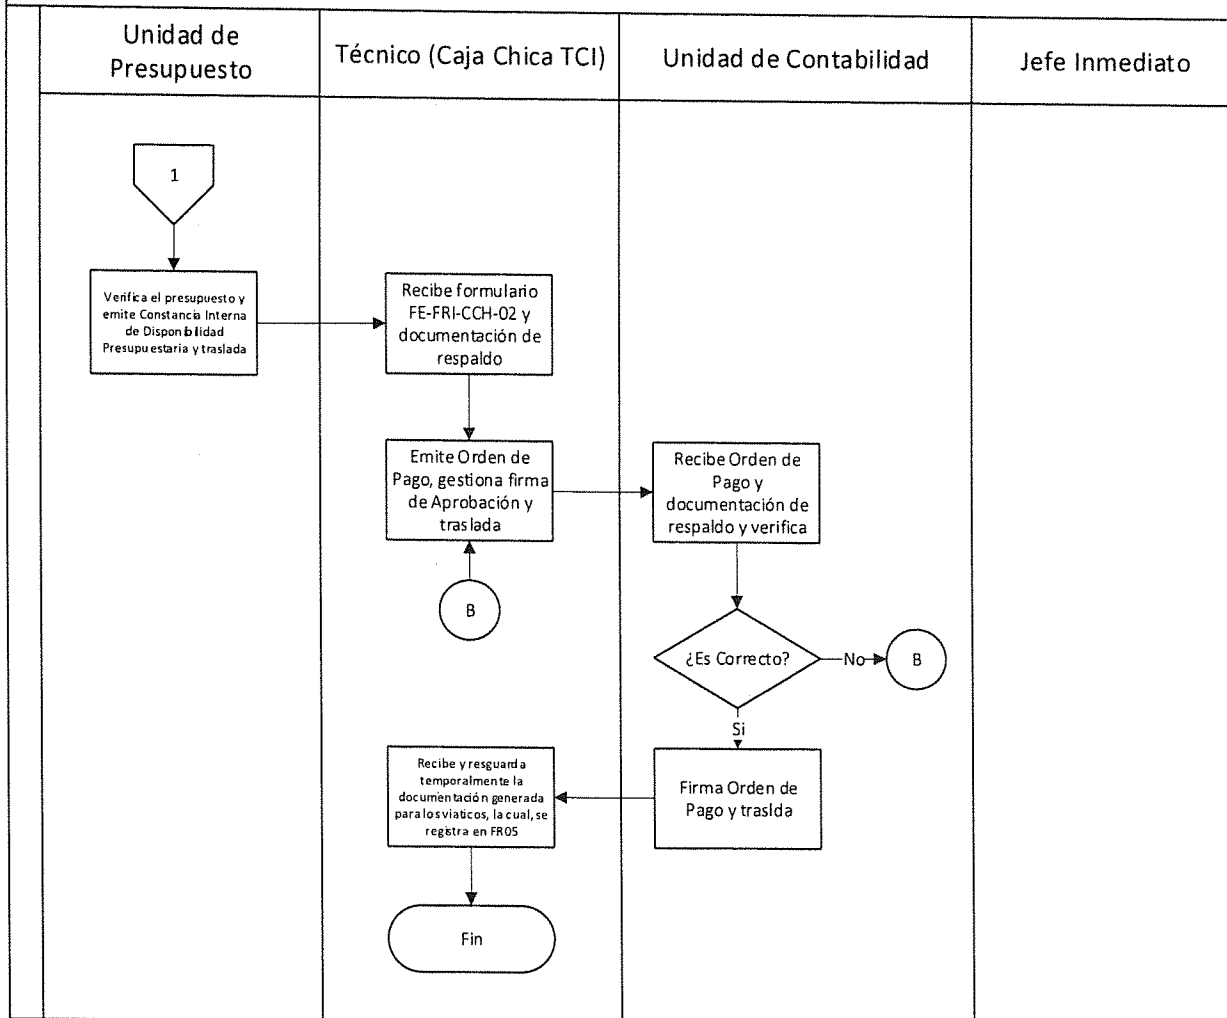 Unidad de
Presupuesto
Técnico (Caja Chica TCI)
Unidad de Contabilidad
Jefe Inmediato
1
Verifica el presupuesto y
emite Constancia Interna
de Disponibilidad
Presupuestaria y traslada
Recibe formulario
FE-FRI-CCH-02 y
documentación de
respaldo
Emite Orden de
Pago, gestiona firma
de Aprobación y
traslada
Recibe Orden de
Pago y
documentación de
respaldo y verifica
B
¿Es Correcto?
No
B
Si
Recibe y resguarda
temporalmente la
documentación generada
para los viaticos, la cual, se
registra en FR05
Firma Orden de
Pago y traslda
Fin